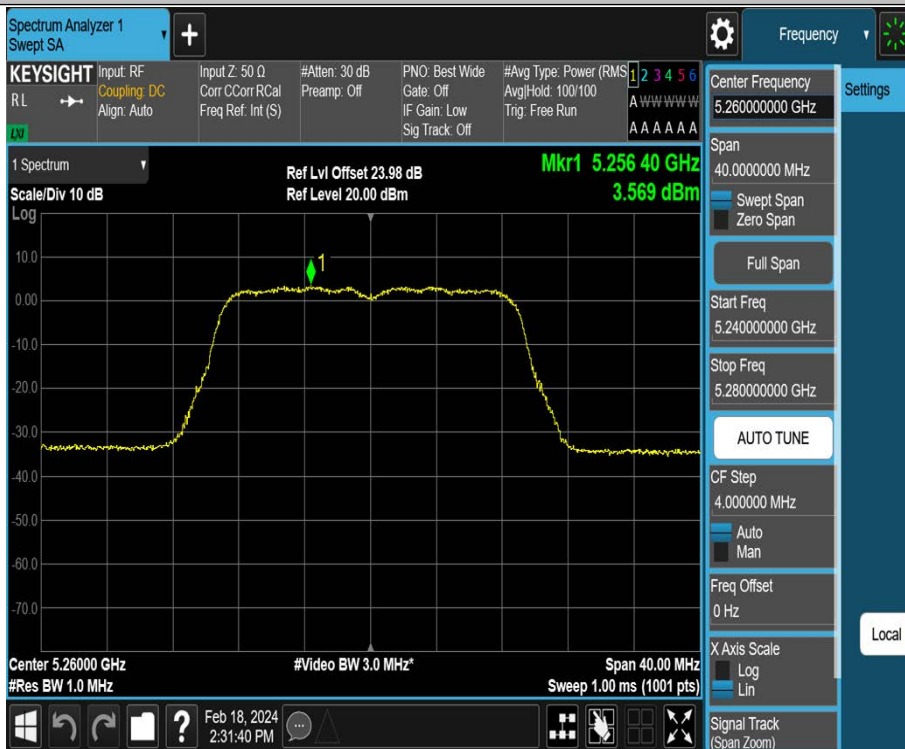 Spectrum Analyzer 1
Swept SA
+
Frequency
KEYSIGHT
RL
LXI
Input: RF
Coupling: DC
Align: Auto
Input Z: 50 Ω
Corr CCorr RCal
Freq Ref: Int (S)
#Atten: 30 dB
Preamp: Off
PNO: Best Wide
Gate: Off
IF Gain: Low
Sig Track: Off
#Avg Type: Power (RMS
Avg|Hold: 100/100
Trig: Free Run
1 2 3 4 5 6
A W W W W W
A A A A A A
1 Spectrum
Scale/Div 10 dB
Log
Ref Lvl Offset 23.98 dB
Ref Level 20.00 dBm
Mkr1 5.256 40 GHz
3.569 dBm
1
10.0
0.00
-10.0
-20.0
-30.0
-40.0
-50.0
-60.0
-70.0
Center 5.26000 GHz
#Res BW 1.0 MHz
#Video BW 3.0 MHz*
Span 40.00 MHz
Sweep 1.00 ms (1001 pts)
?
Feb 18, 2024
2:31:40 PM
Center Frequency
5.260000000 GHz
Span
40.0000000 MHz
Swept Span
Zero Span
Full Span
Start Freq
5.240000000 GHz
Stop Freq
5.280000000 GHz
AUTO TUNE
CF Step
4.000000 MHz
Auto
Man
Freq Offset
0 Hz
X Axis Scale
Log
Lin
Signal Track
(Span Zoom)
Settings
Local